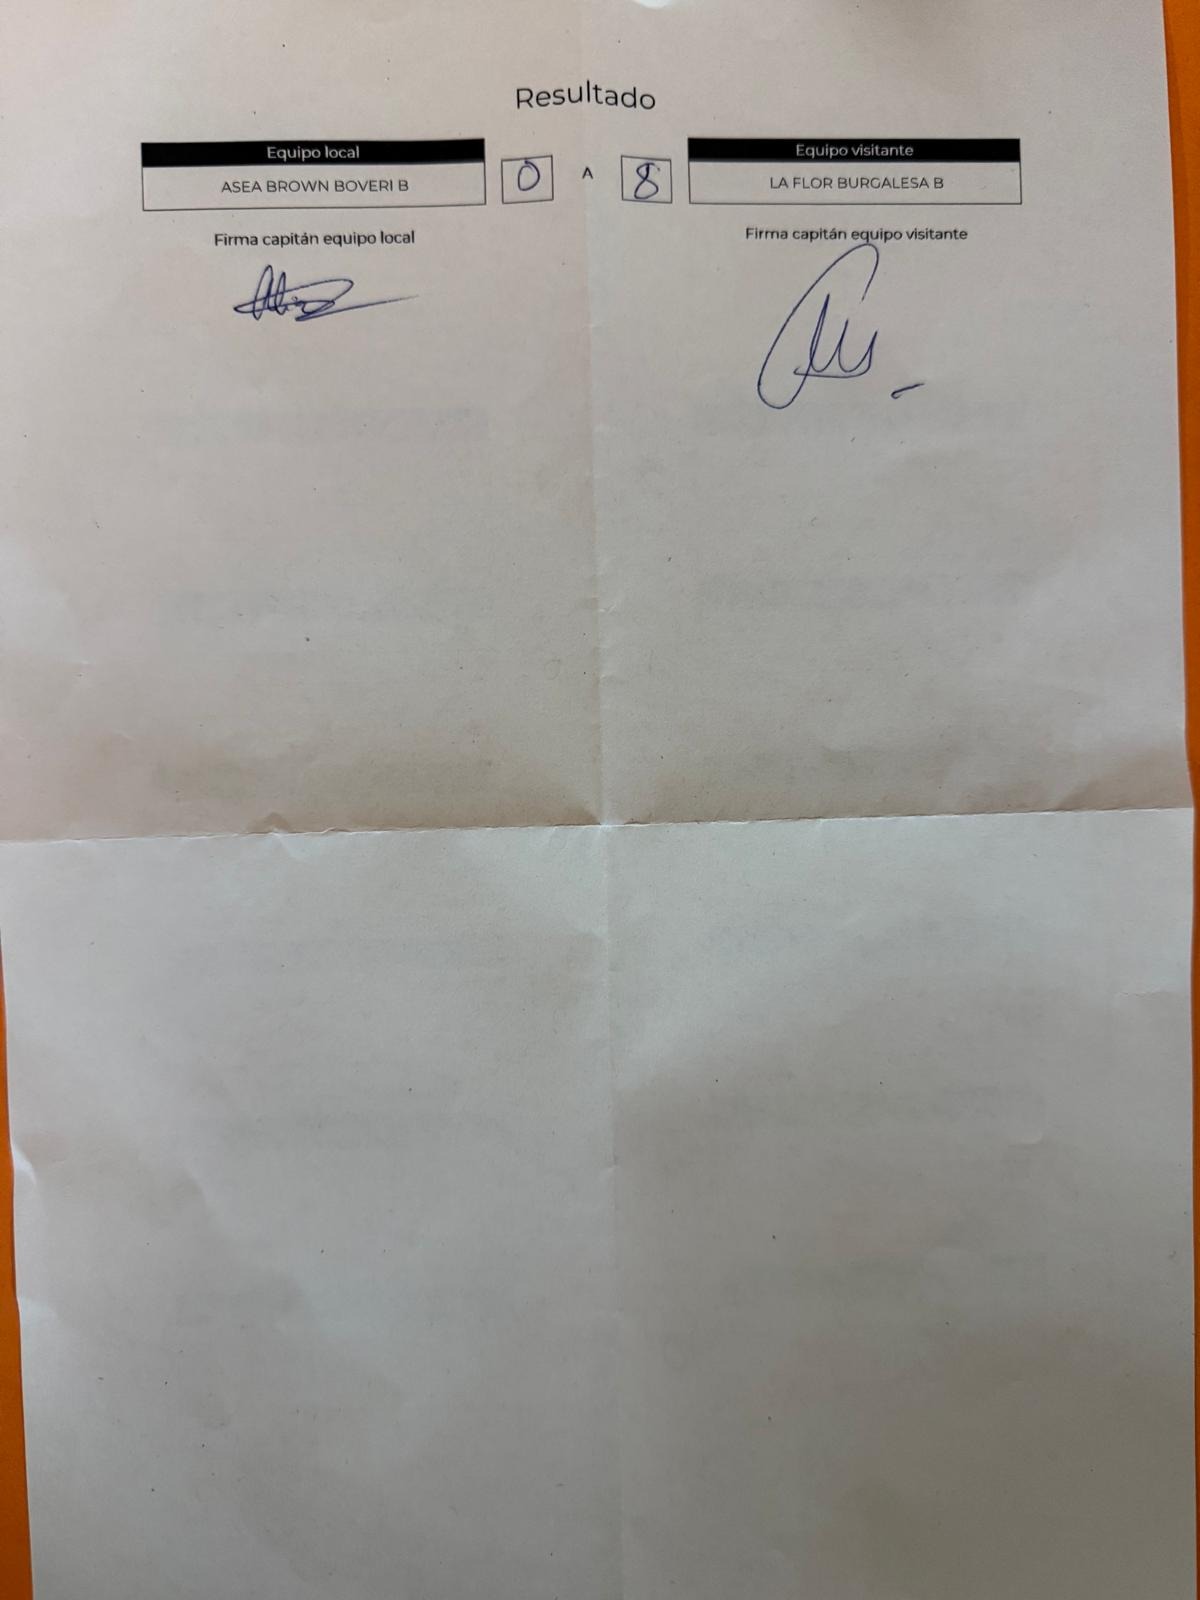 Resultado
Equipo local
ASEA BROWN BOVERI B
0 A 8
Equipo visitante
LA FLOR BURGALESA B
Firma capitán equipo local
Firma capitán equipo visitante